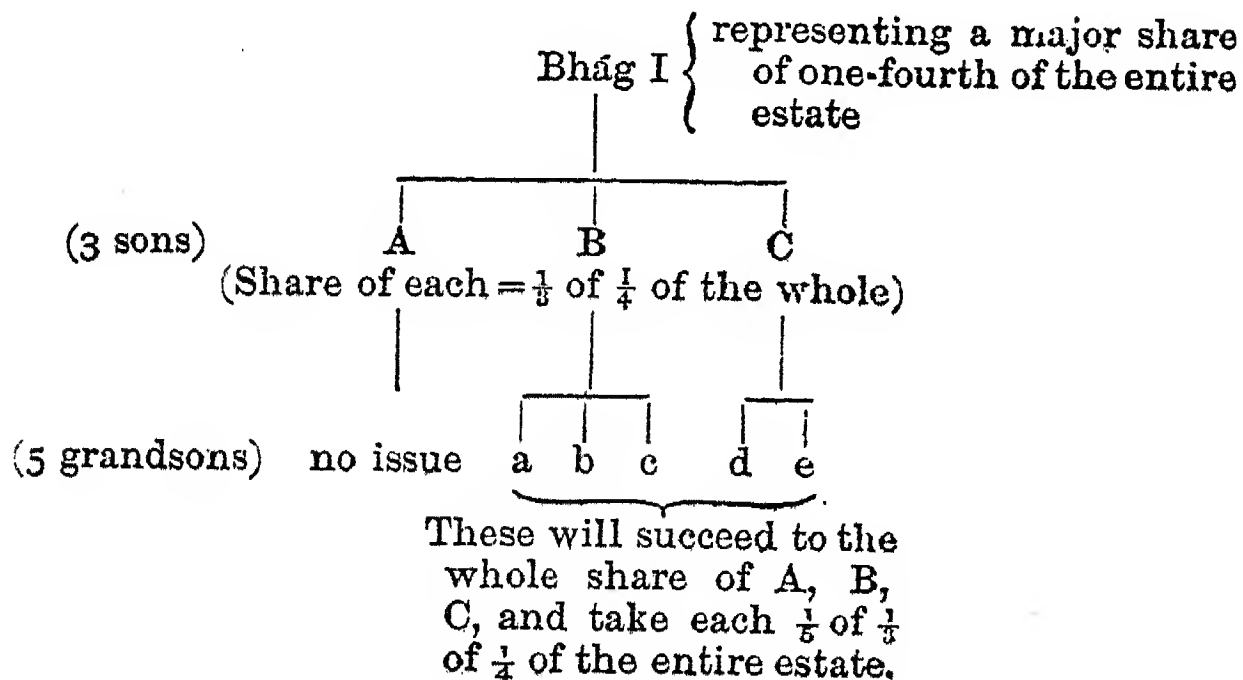 Bhág I { representing a major share
of one-fourth of the entire
estate
(3 sons) A B C
(Share of each = ⅓ of ¼ of the whole)
(5 grandsons) no issue a b c d e
These will succeed to the
whole share of A, B,
C, and take each ⅕ of ⅓
of ¼ of the entire estate.